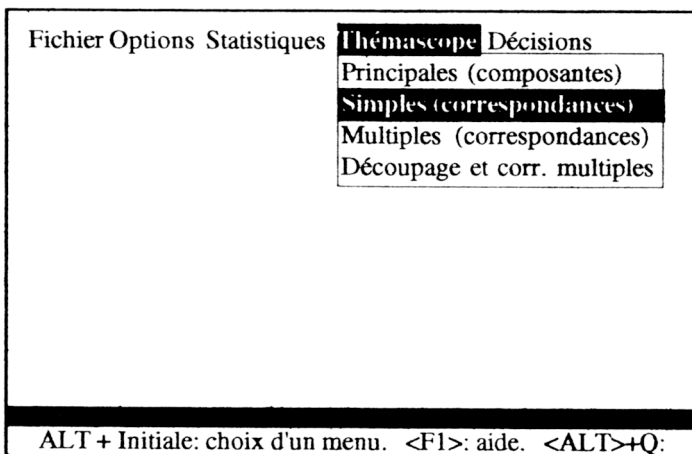 Fichier Options Statistiques Thémascope Décisions
Principales (composantes)
Simples (correspondances)
Multiples (correspondances)
Découpage et corr. multiples
ALT + Initiale: choix d'un menu. <F1>: aide. <ALT>+Q: